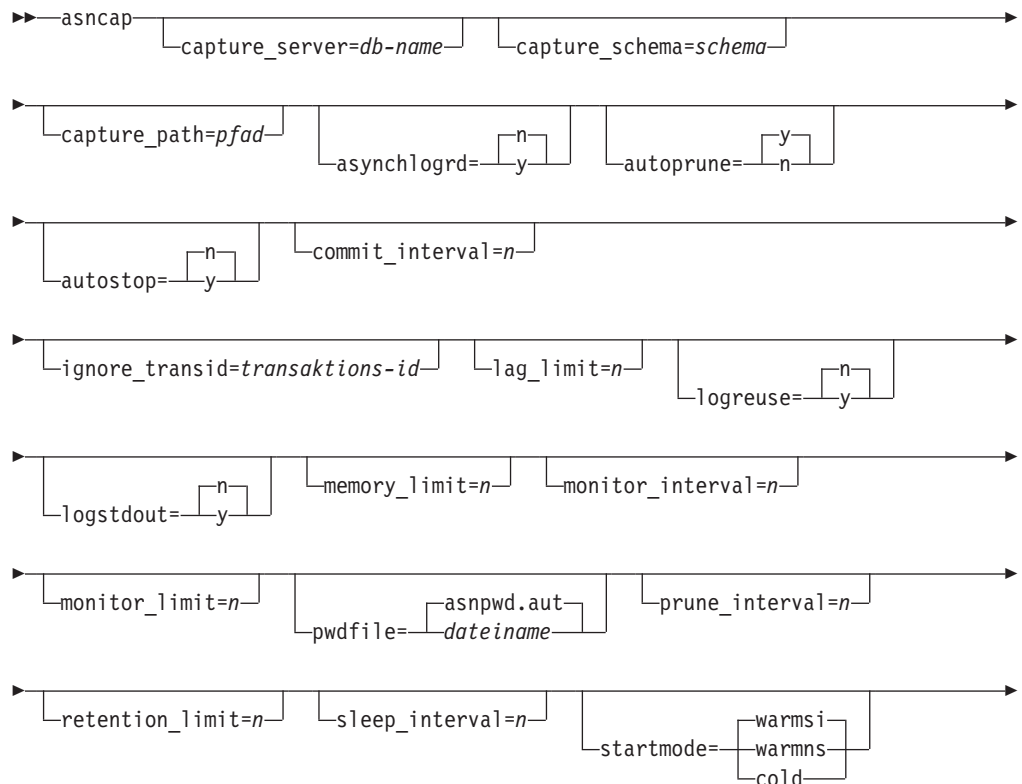 asncap
capture_server=db-name capture_schema=schema
capture_path=pfad
n y
asynchlogrd= y autoprune= n
n
autostop= y
commit_interval=n
ignore_transid=transaktions-id lag_limit=n
n
logreuse= y
n
logstdout= y
memory_limit=n monitor_interval=n
monitor_limit=n
asnpwd.aut
pwdfile= dateiname
prune_interval=n
retention_limit=n sleep_interval=n
warmsi
startmode= warmns
cold